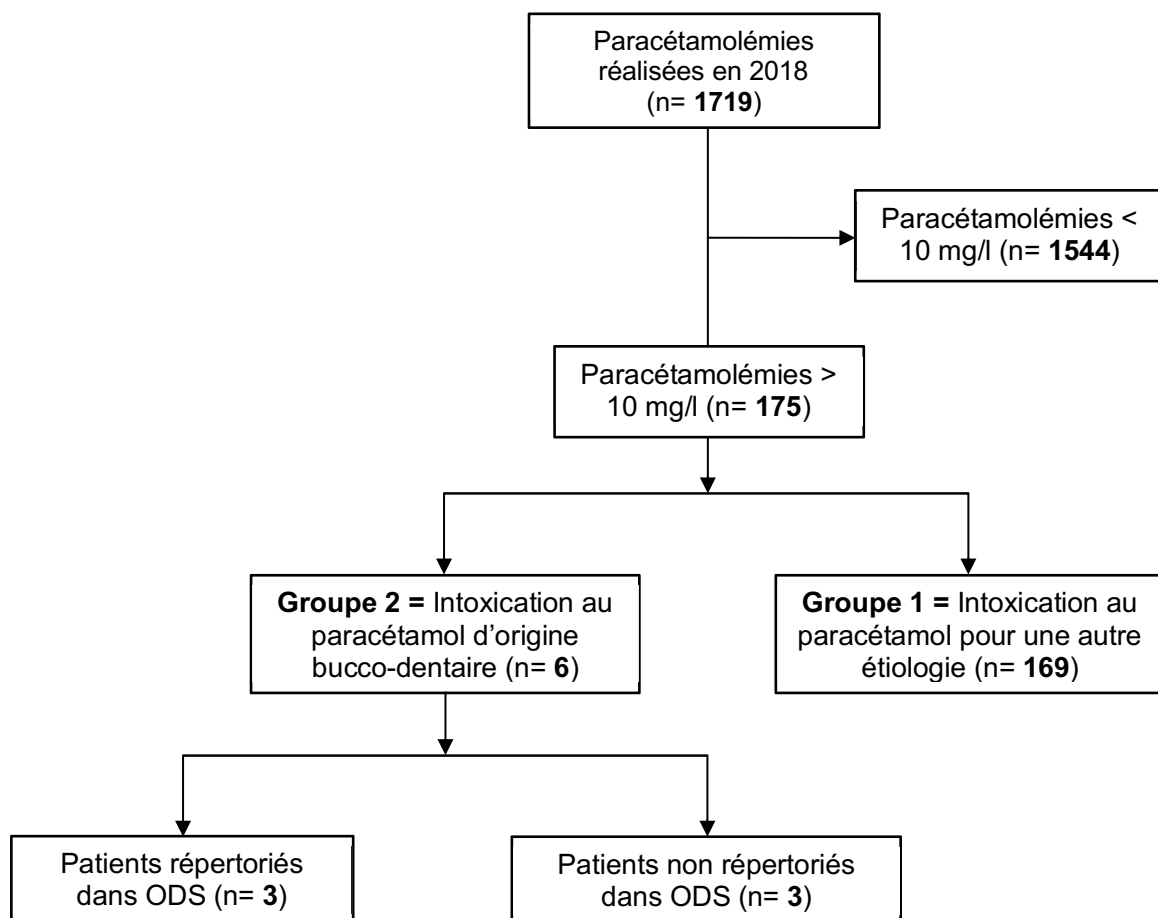 Paracétamolémies
réalisées en 2018
(n= 1719)
Paracétamolémies <
10 mg/l (n= 1544)
Paracétamolémies >
10 mg/l (n= 175)
Groupe 2 = Intoxication au
paracétamol d’origine
bucco-dentaire (n= 6)
Groupe 1 = Intoxication au
paracétamol pour une autre
étiologie (n= 169)
Patients répertoriés
dans ODS (n= 3)
Patients non répertoriés
dans ODS (n= 3)